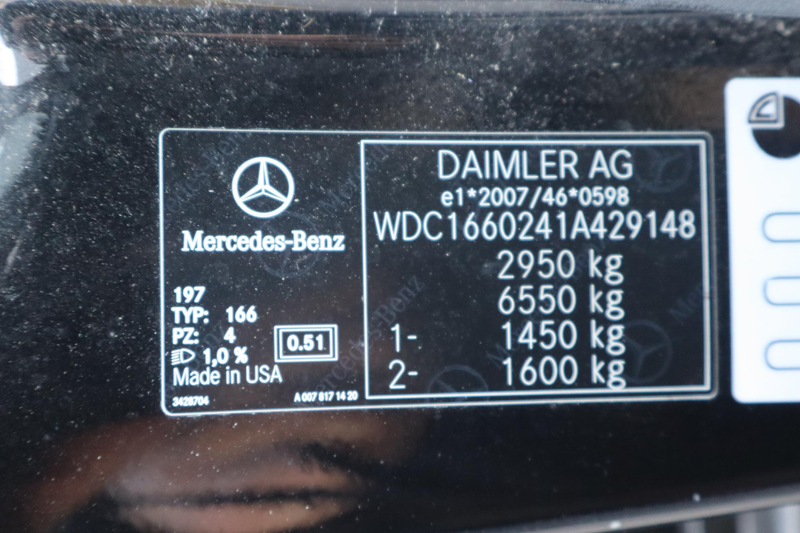 Mercedes-Benz
197
TYP: 166
PZ: 4
1,0 %
0.51
Made in USA
3428704
A 007 817 14 20
DAIMLER AG
e1*2007/46*0598
WDC1660241A429148
2950 kg
6550 kg
1- 1450 kg
2- 1600 kg